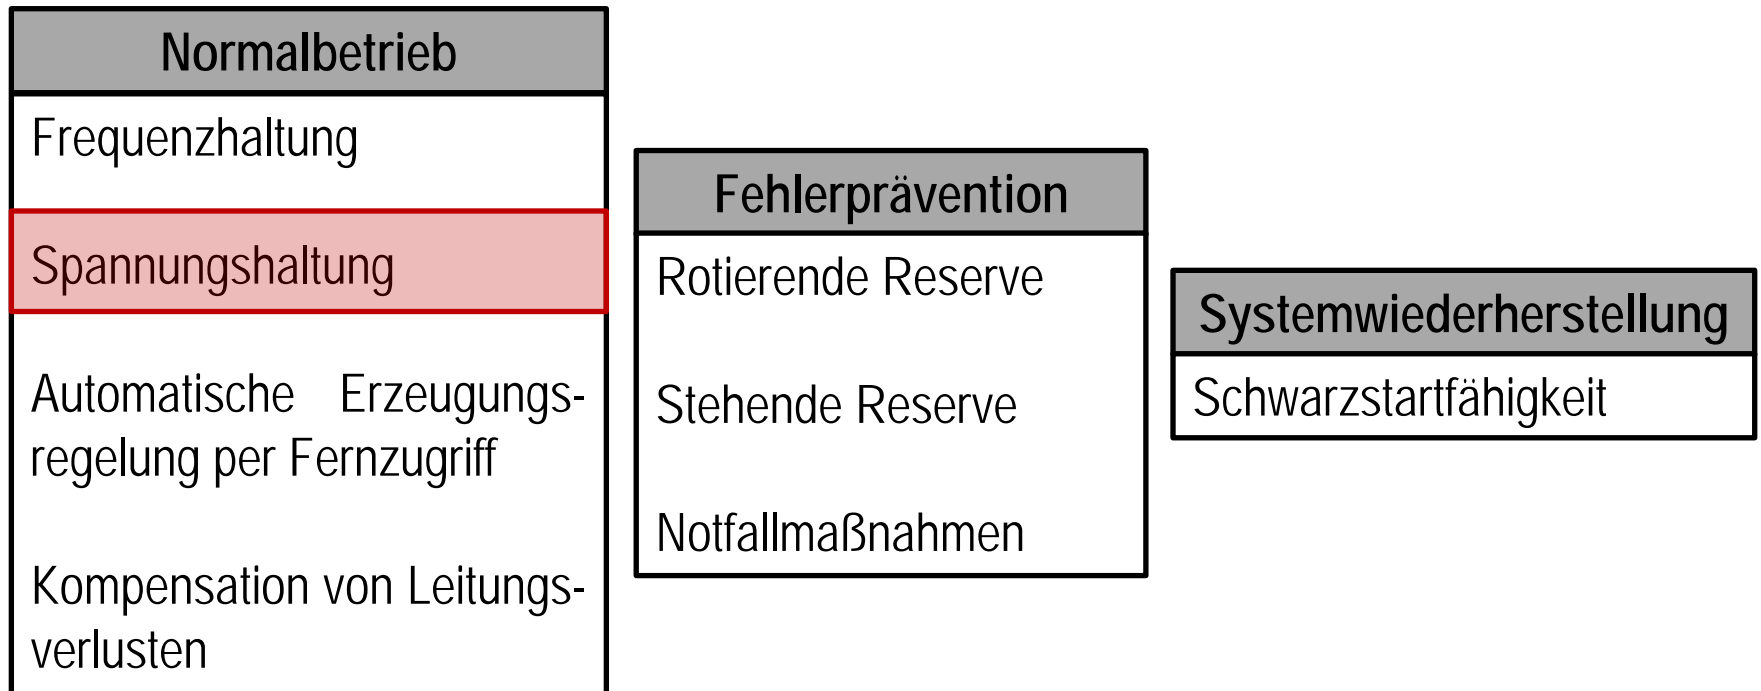 Normalbetrieb
Frequenzhaltung
Spannungshaltung
Automatische Erzeugungs-
regelung per Fernzugriff
Kompensation von Leitungs-
verlusten
Fehlerprävention
Rotierende Reserve
Stehende Reserve
Notfallmaßnahmen
Systemwiederherstellung
Schwarzstartfähigkeit